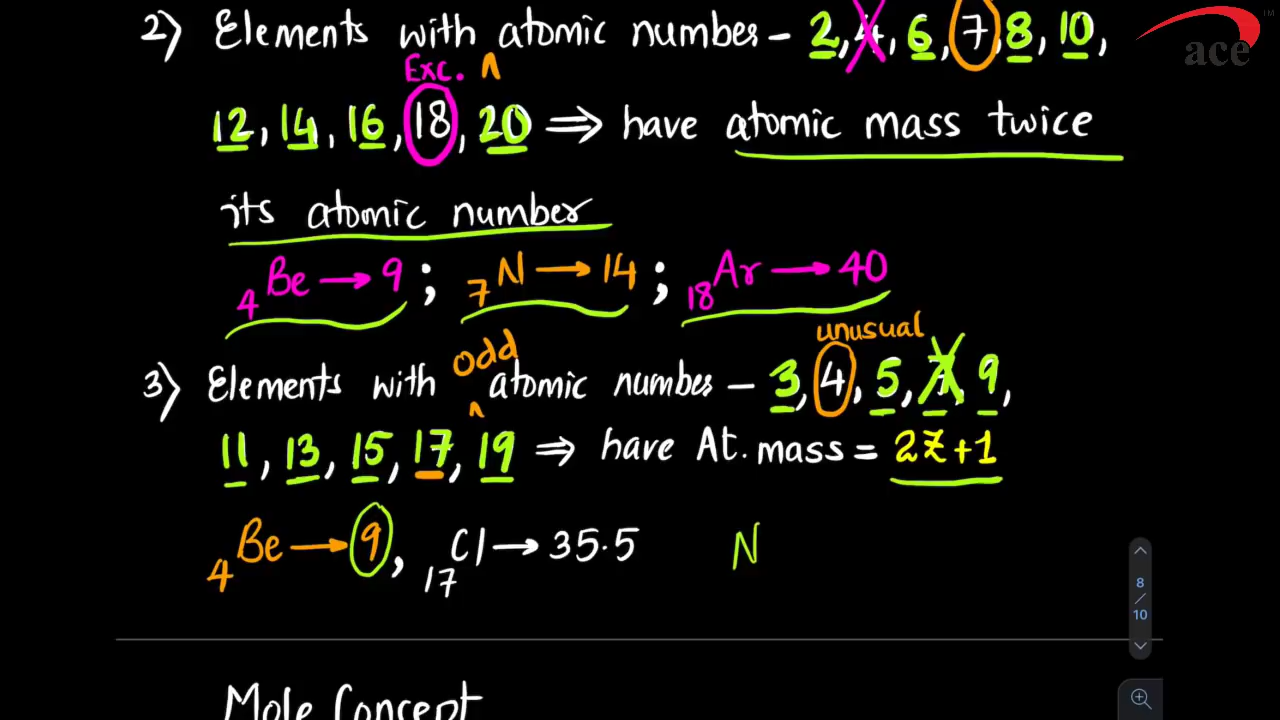 2) Elements with atomic number - 2, 4, 6, 7, 8, 10,
TM
ace
Exc. ^
12, 14, 16, 18, 20 ⇒ have atomic mass twice
its atomic number
4Be → 9 ; 7N → 14 ; 18Ar → 40
odd
unusual
3) Elements with ^ atomic number - 3, 4, 5, 7, 9,
11, 13, 15, 17, 19 ⇒ have At. mass = 2Z+1
4Be → 9, 17Cl → 35.5 N
8
/
10
Mole Concept